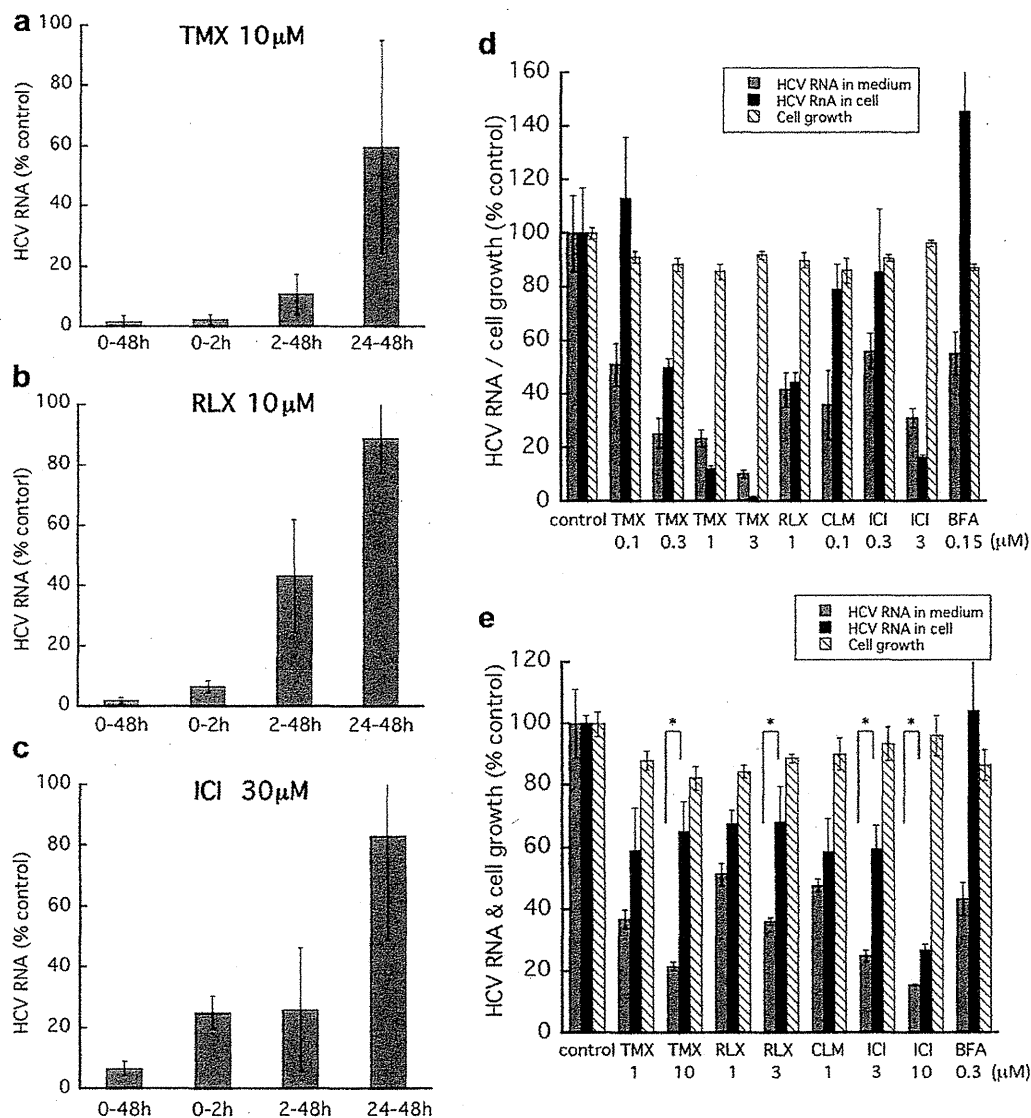 a
TMX 10μM
HCV RNA (% control)
100
80
60
40
20
0
0-48h 0-2h 2-48h 24-48h
b
RLX 10μM
HCV RNA (% contorl)
100
80
60
40
20
0
0-48h 0-2h 2-48h 24-48h
c
ICI 30μM
HCV RNA (% control)
100
80
60
40
20
0
0-48h 0-2h 2-48h 24-48h
d
HCV RNA in medium
HCV RnA in cell
Cell growth
HCV RNA / cell growth (% control)
160
140
120
100
80
60
40
20
0
control TMX TMX TMX TMX RLX CLM ICI ICI BFA
0.1 0.3 1 3 1 0.1 0.3 3 0.15 (μM)
e
HCV RNA in medium
HCV RNA in cell
Cell growth
HCV RNA & cell growth (% control)
120
100
80
60
40
20
0
* * * *
control TMX TMX RLX RLX CLM ICI ICI BFA
1 10 1 3 1 3 10 0.3 (μM)